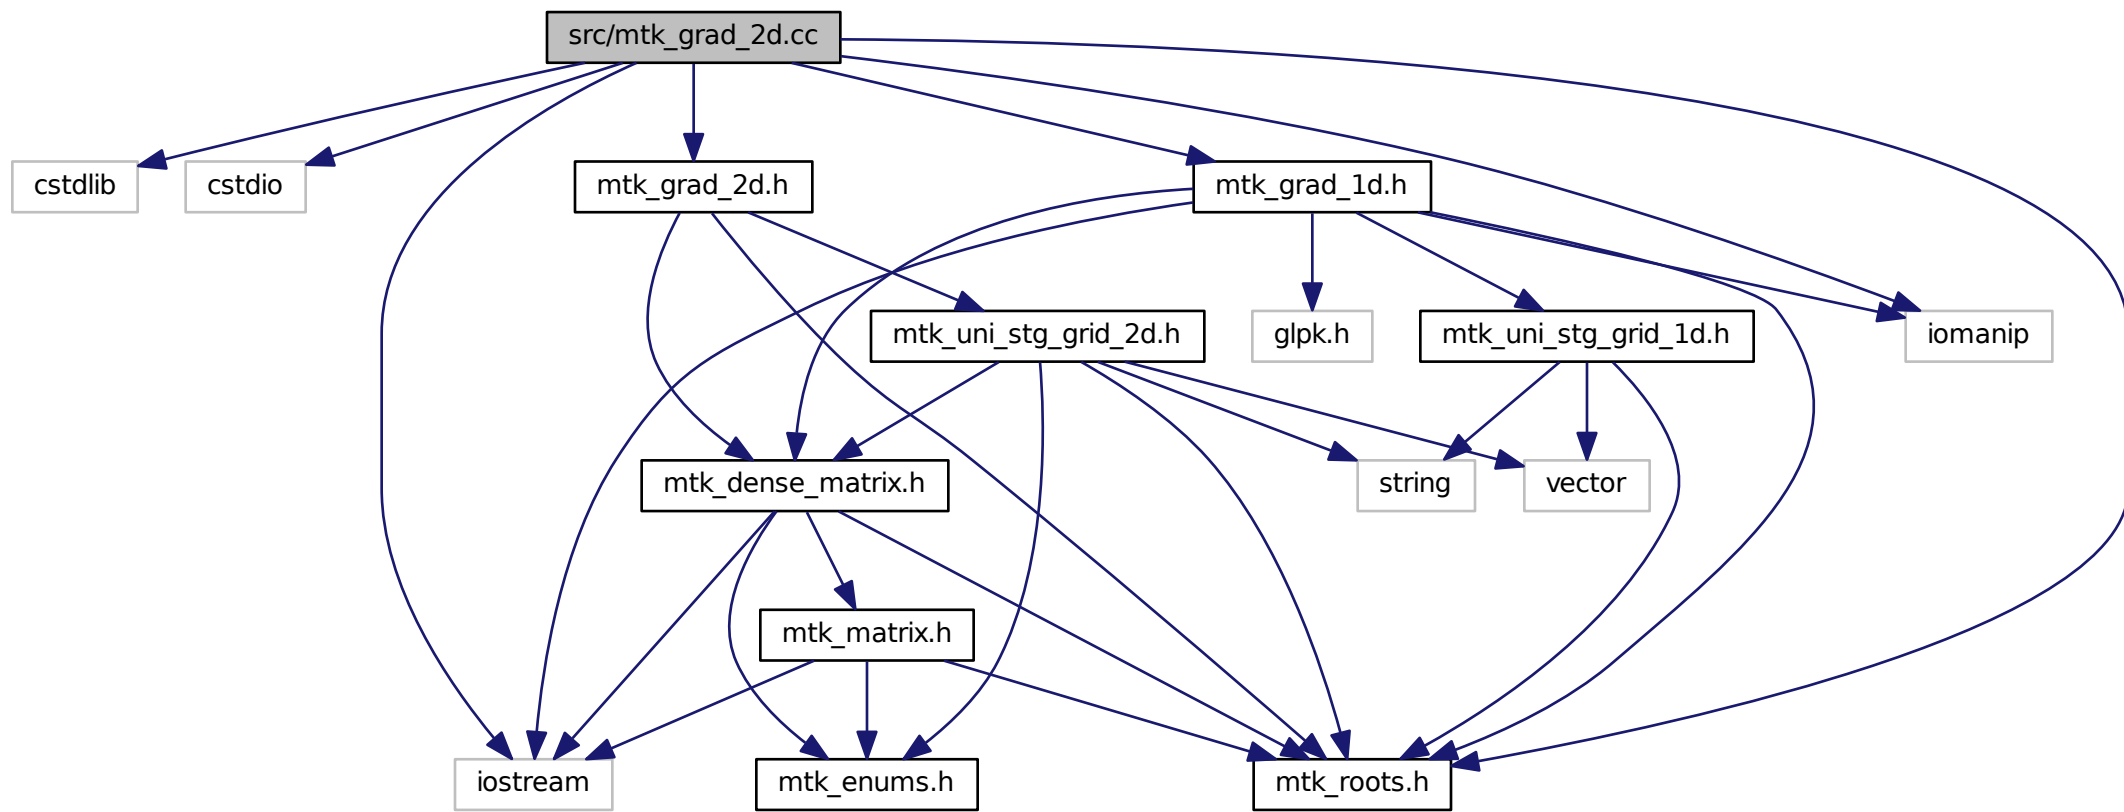 src/mtk_grad_2d.cc
cstdlib
cstdio
mtk_grad_2d.h
mtk_grad_1d.h
mtk_uni_stg_grid_2d.h
glpk.h
mtk_uni_stg_grid_1d.h
iomanip
mtk_dense_matrix.h
string
vector
mtk_matrix.h
iostream
mtk_enums.h
mtk_roots.h